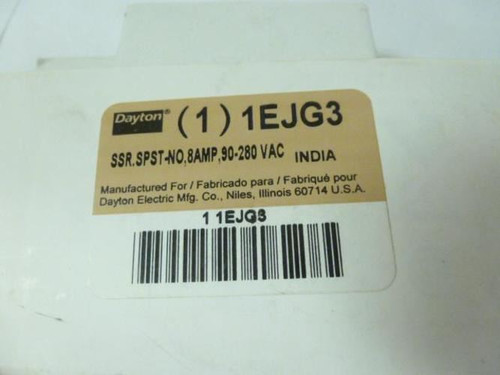 Dayton® (1) 1EJG3
SSR.SPST-NO,8AMP,90-280 VAC INDIA
Manufactured For / Fabricado para / Fabriqué pour
Dayton Electric Mfg. Co., Niles, Illinois 60714 U.S.A.
1 1EJG3